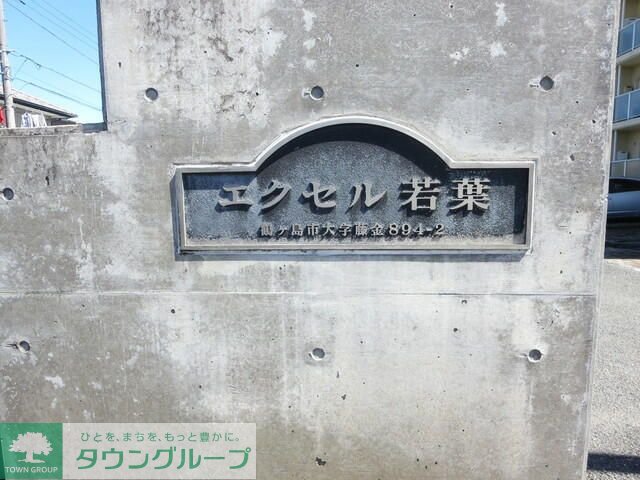 エクセル若葉
鶴ヶ島市大字藤金894-2
ひとを、まちを、もっと豊かに。
タウングループ
TOWN GROUP